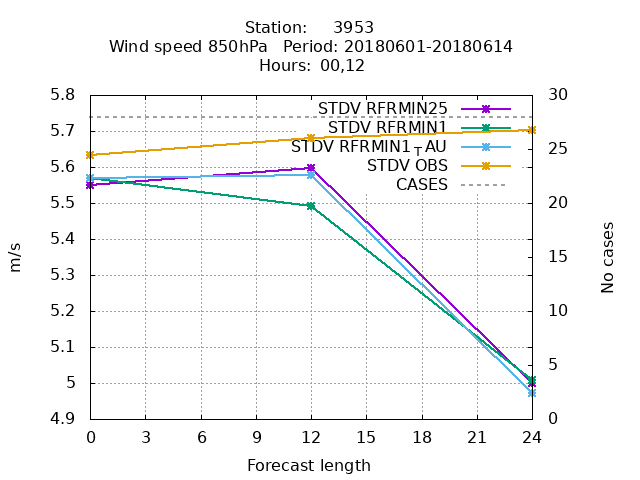 Station: 3953
Wind speed 850hPa Period: 20180601-20180614
Hours: 00,12
5.8
5.7
5.6
5.5
5.4
5.3
5.2
5.1
5
4.9
30
25
20
15
10
5
0
STDV RFRMIN25
STDV RFRMIN1
STDV RFRMIN1TAU
STDV OBS
CASES
m/s
No cases
0 3 6 9 12 15 18 21 24
Forecast length